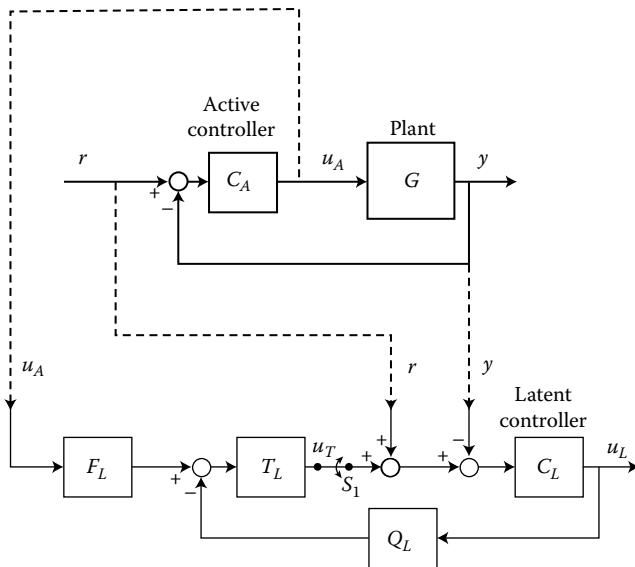 Active
controller
Plant
r
+
−
C_A
u_A
G
y
u_A
r
y
Latent
controller
F_L
+
−
T_L
u_T
S_1
+
+
+
−
C_L
u_L
Q_L